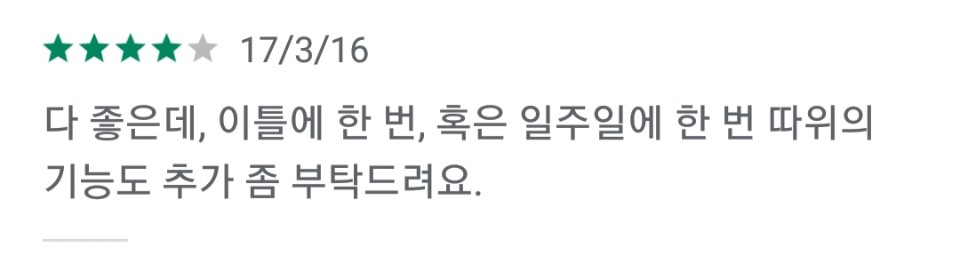 17/3/16
다 좋은데, 이틀에 한 번, 혹은 일주일에 한 번 따위의
기능도 추가 좀 부탁드려요.